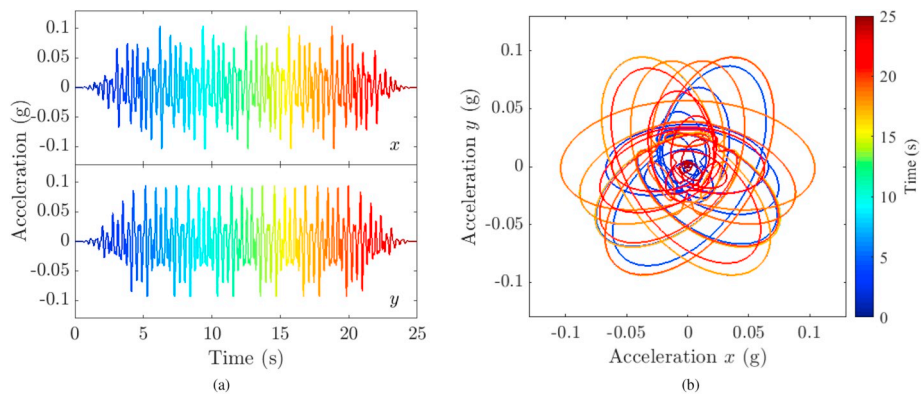 0.1
0.05
0
-0.05
-0.1
x
0.1
0.05
0
-0.05
-0.1
y
Acceleration (g)
0 5 10 15 20 25
Time (s)
(a)
0.1
0.05
0
-0.05
-0.1
Acceleration y (g)
-0.1 -0.05 0 0.05 0.1
Acceleration x (g)
(b)
25
20
15
10
5
0
Time (s)